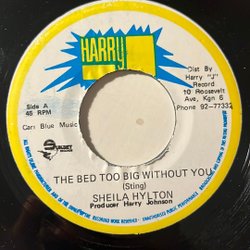 HARRY
J
Side A
45 RPM
Cari Blue Music
SUNSET
Dist By
Harry "J"
Record
10 Roosevelt
Ave, Kgn 6
Phone 92-77332
THE BED TOO BIG WITHOUT YOU
(Sting)
SHEILA HYLTON
Producer Harry Johnson